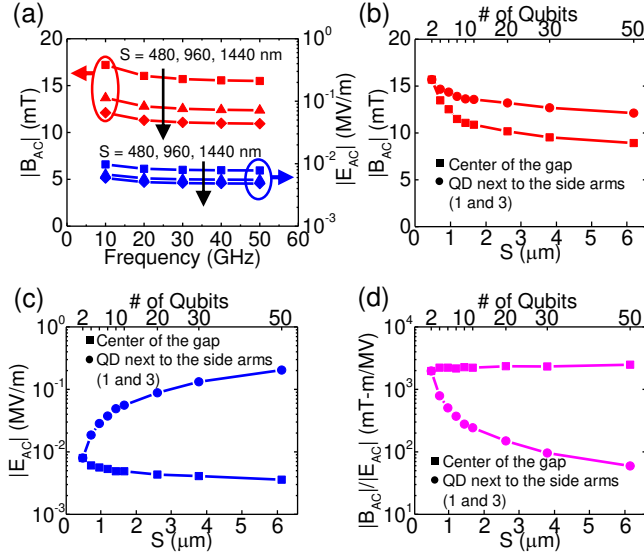 (a)
20
15
10
5
0
|B_AC| (mT)
S = 480, 960, 1440 nm
S = 480, 960, 1440 nm
10^0
10^-1
10^-2
10^-3
|E_AC| (MV/m)
0 10 20 30 40 50 60
Frequency (GHz)
(b)
# of Qubits
2 10 20 30 50
20
15
10
5
0
|B_AC| (mT)
Center of the gap
QD next to the side arms
(1 and 3)
0 1 2 3 4 5 6
S (μm)
(c)
# of Qubits
2 10 20 30 50
10^0
10^-1
10^-2
10^-3
|E_AC| (MV/m)
Center of the gap
QD next to the side arms
(1 and 3)
0 1 2 3 4 5 6
S (μm)
(d)
# of Qubits
2 10 20 30 50
10^4
10^3
10^2
10^1
|B_AC|/|E_AC| (mT-m/MV)
Center of the gap
QD next to the side arms
(1 and 3)
0 1 2 3 4 5 6
S (μm)